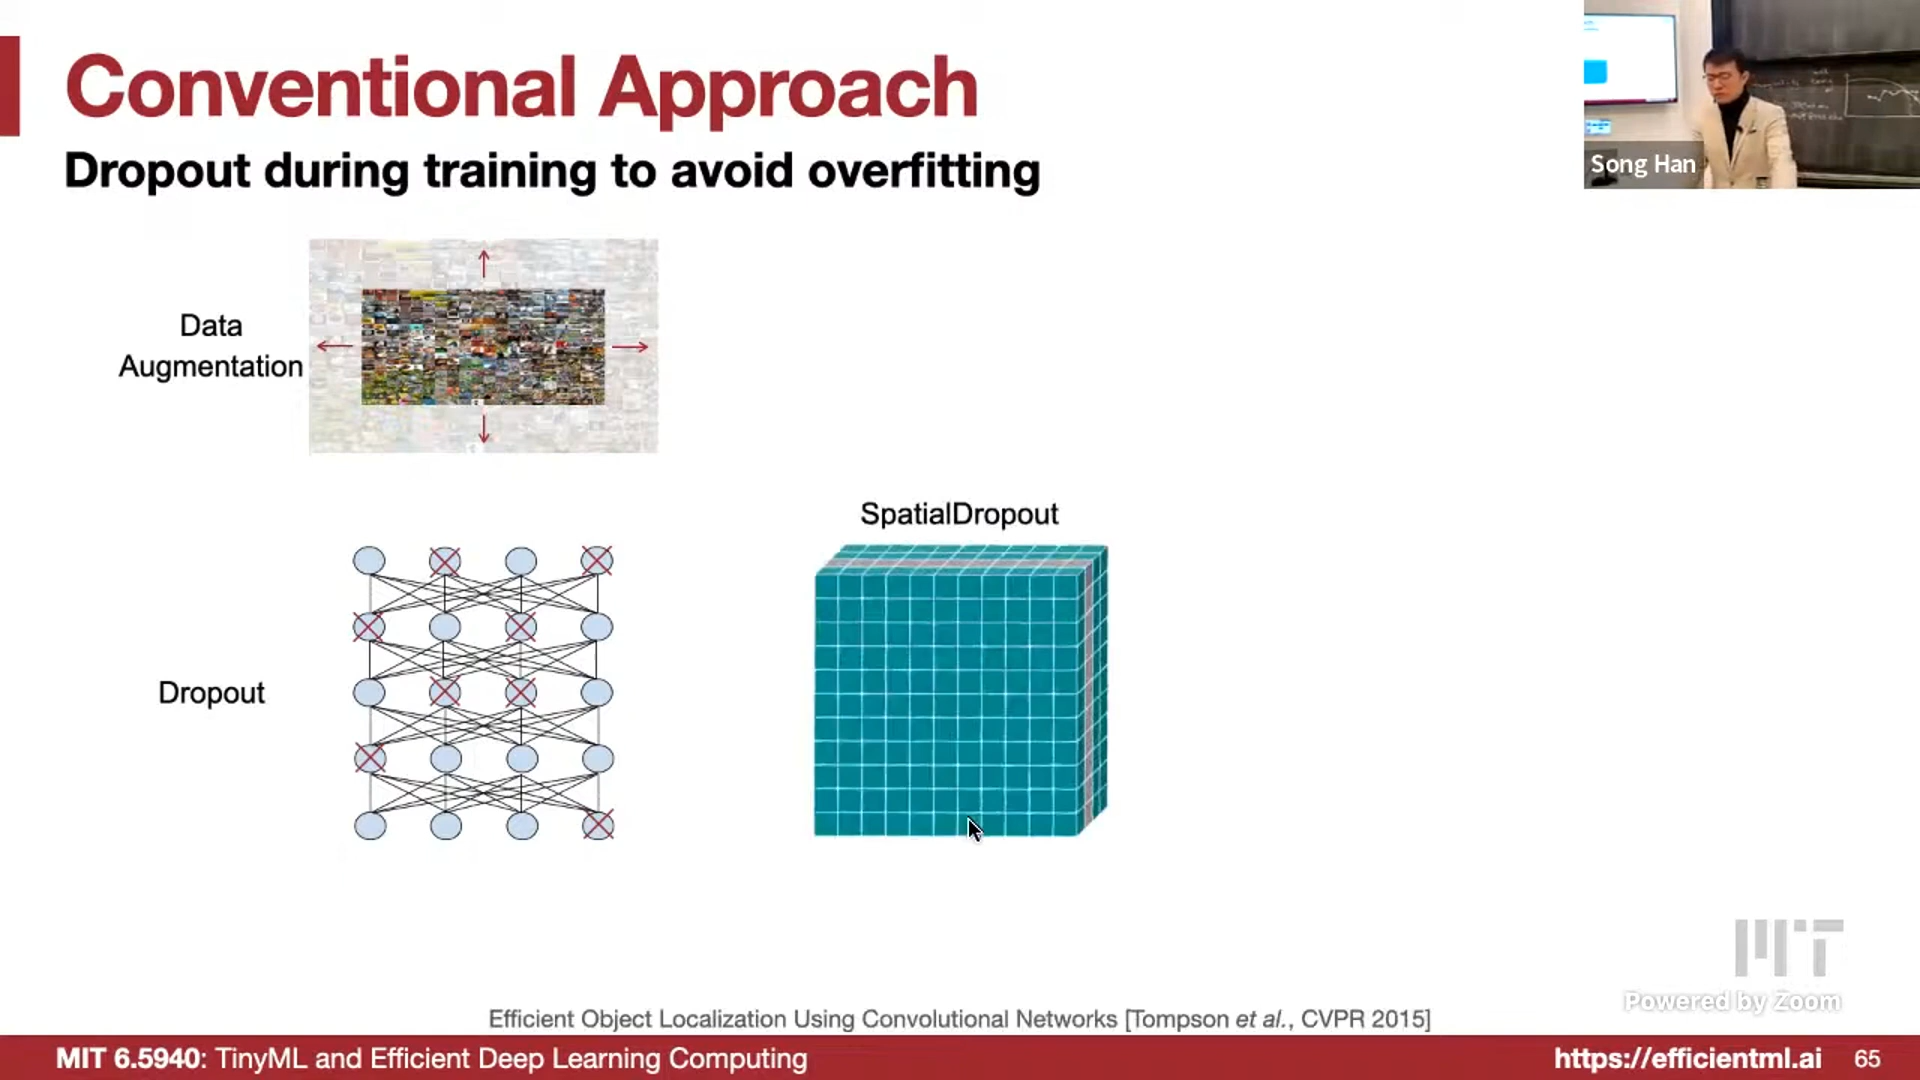 Conventional Approach
Dropout during training to avoid overfitting
Song Han
Data
Augmentation
SpatialDropout
Dropout
MIT
Powered by Zoom
Efficient Object Localization Using Convolutional Networks [Tompson et al., CVPR 2015]
MIT 6.5940: TinyML and Efficient Deep Learning Computing
https://efficientml.ai
65